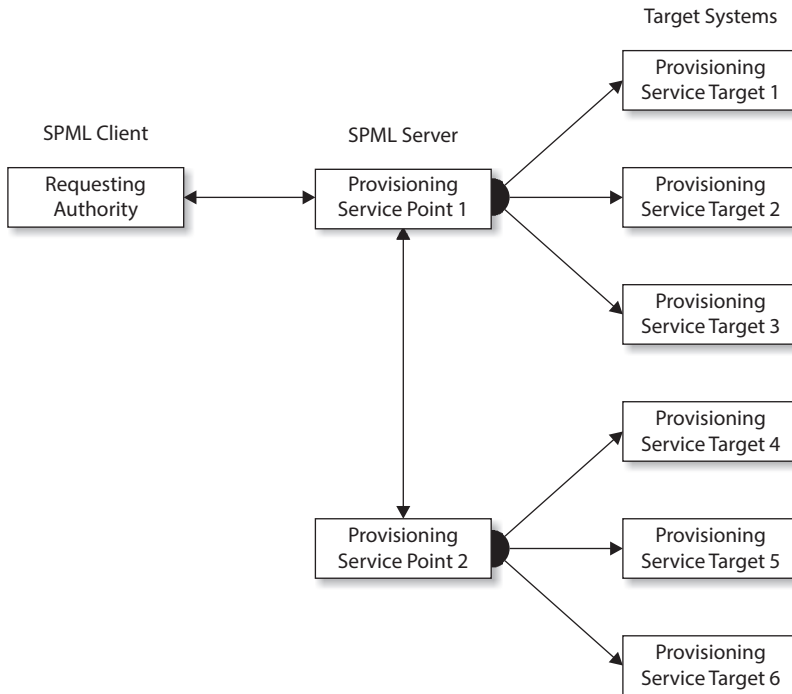 Target Systems
Provisioning
Service Target 1
SPML Client
SPML Server
Requesting
Authority
Provisioning
Service Point 1
Provisioning
Service Target 2
Provisioning
Service Target 3
Provisioning
Service Target 4
Provisioning
Service Point 2
Provisioning
Service Target 5
Provisioning
Service Target 6